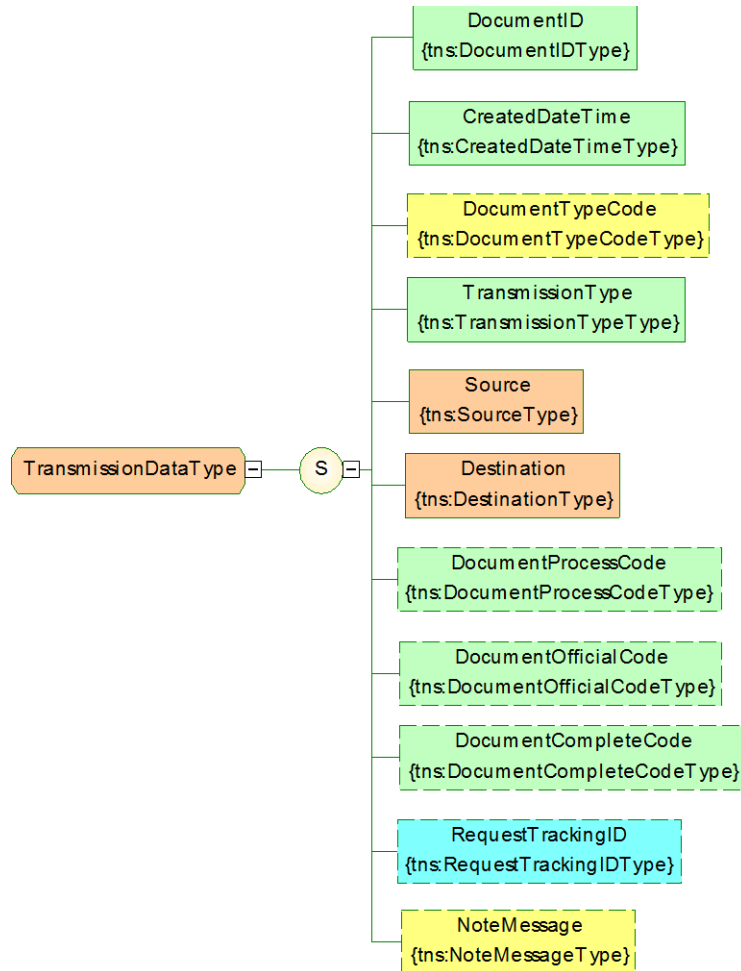 DocumentID
{tns:DocumentIDType}
CreatedDateTime
{tns:CreatedDateTimeType}
DocumentTypeCode
{tns:DocumentTypeCodeType}
TransmissionType
{tns:TransmissionTypeType}
Source
{tns:SourceType}
TransmissionDataType
S
Destination
{tns:DestinationType}
DocumentProcessCode
{tns:DocumentProcessCodeType}
DocumentOfficialCode
{tns:DocumentOfficialCodeType}
DocumentCompleteCode
{tns:DocumentCompleteCodeType}
RequestTrackingID
{tns:RequestTrackingIDType}
NoteMessage
{tns:NoteMessageType}